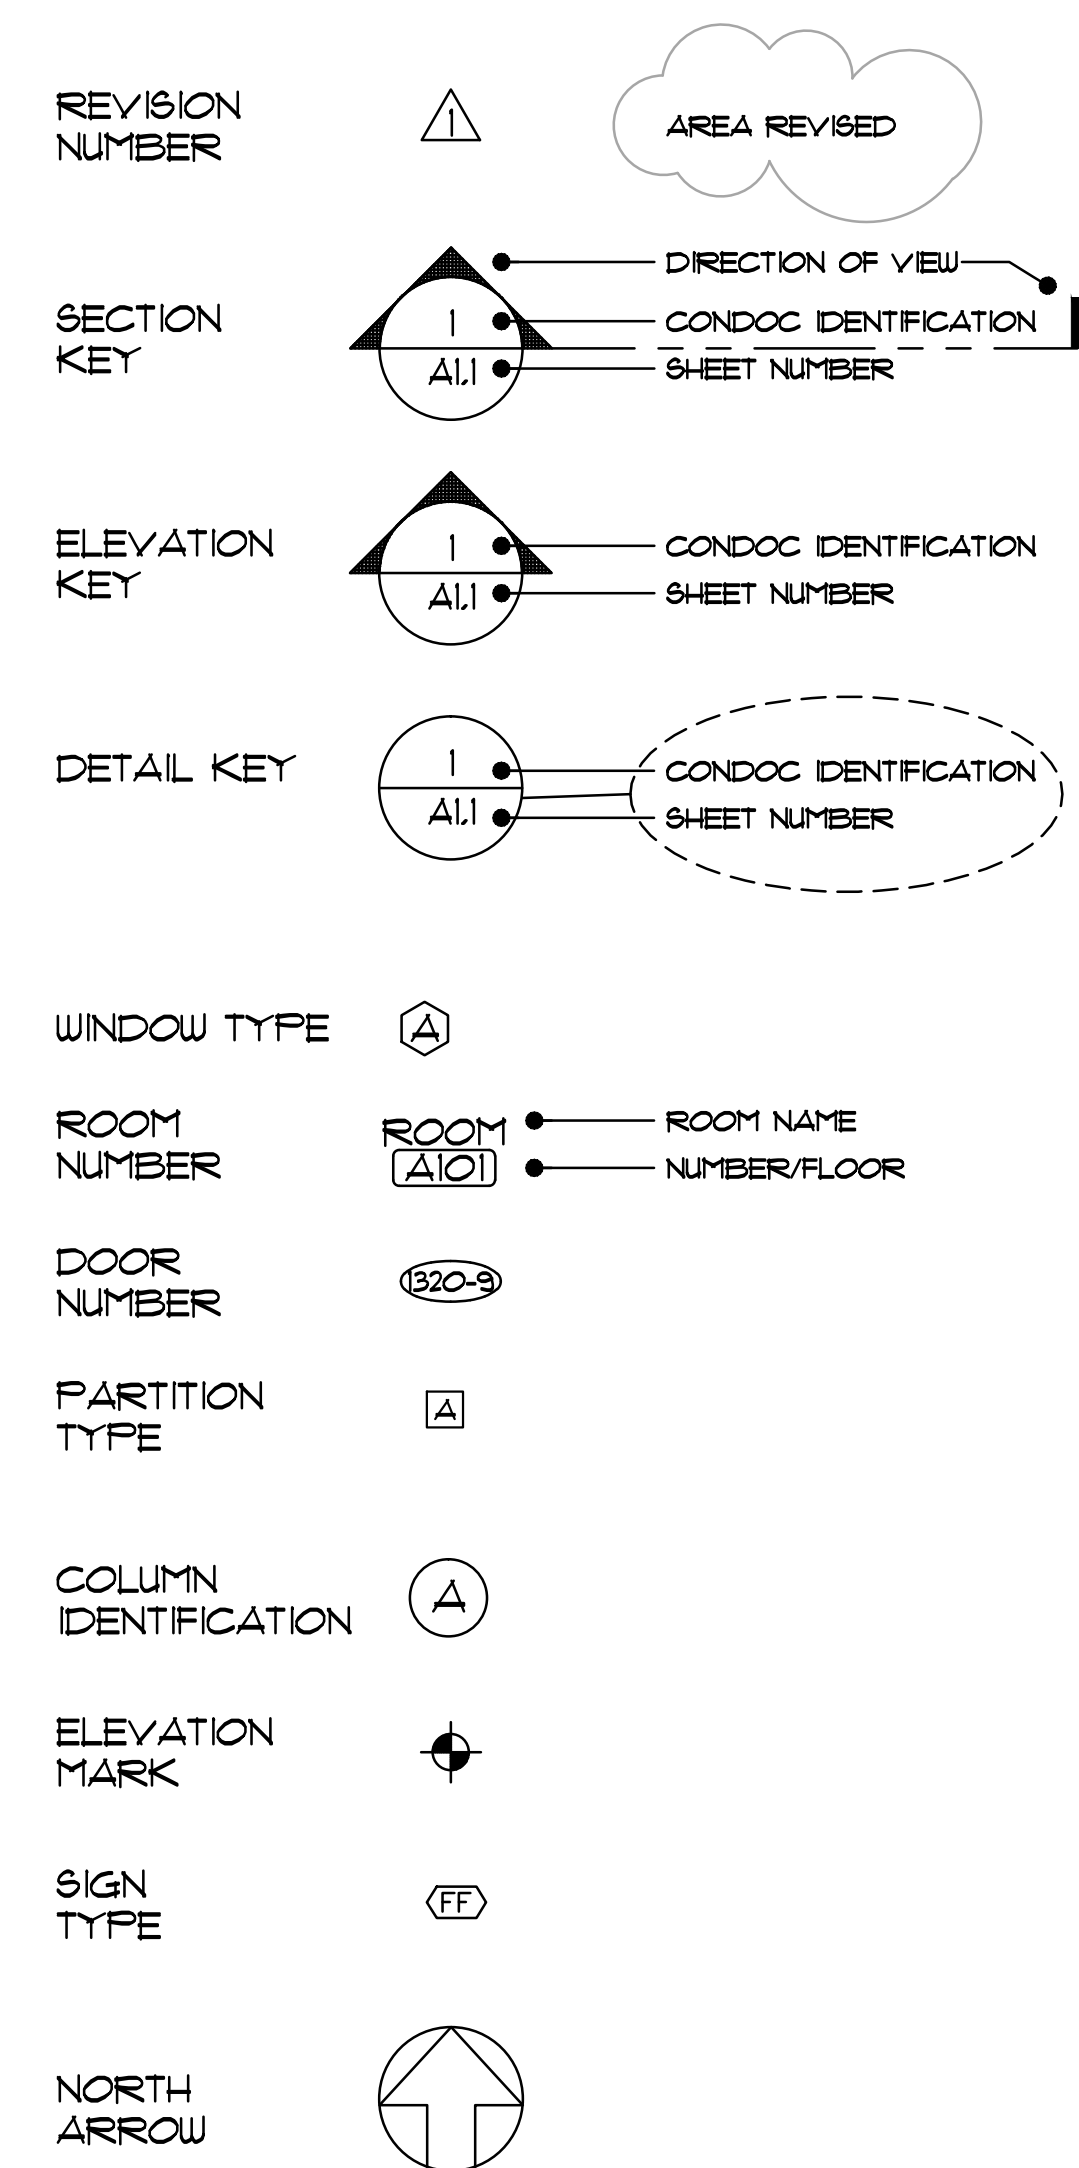 REVISION
NUMBER
1
AREA REVISED
SECTION
KEY
1
A1.1
DIRECTION OF VIEW
CONDOC IDENTIFICATION
SHEET NUMBER
ELEVATION
KEY
1
A1.1
CONDOC IDENTIFICATION
SHEET NUMBER
DETAIL KEY
1
A1.1
CONDOC IDENTIFICATION
SHEET NUMBER
WINDOW TYPE
A
ROOM
NUMBER
ROOM
A101
ROOM NAME
NUMBER/FLOOR
DOOR
NUMBER
1320-9
PARTITION
TYPE
A
COLUMN
IDENTIFICATION
A
ELEVATION
MARK
SIGN
TYPE
FF
NORTH
ARROW